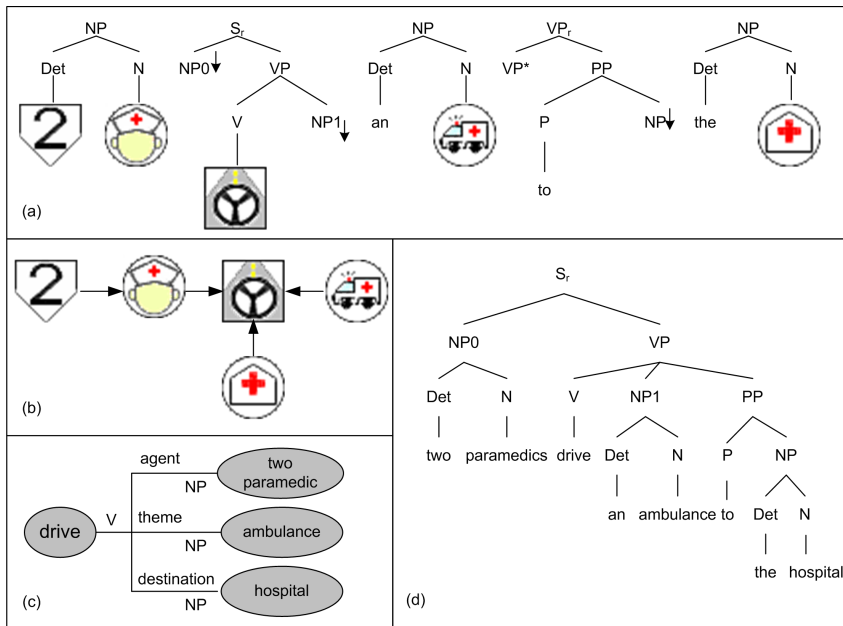 NP Sr NP VPr NP
Det N NP0 VP Det N VP* PP Det N
2 V NP1 an P NP the
to
(a)
2
(b)
agent
two
paramedic
NP
drive V theme
ambulance
NP
destination
hospital
NP
(c)
Sr
NP0 VP
Det N V NP1 PP
two paramedics drive Det N P NP
an ambulance to Det N
the hospital
(d)